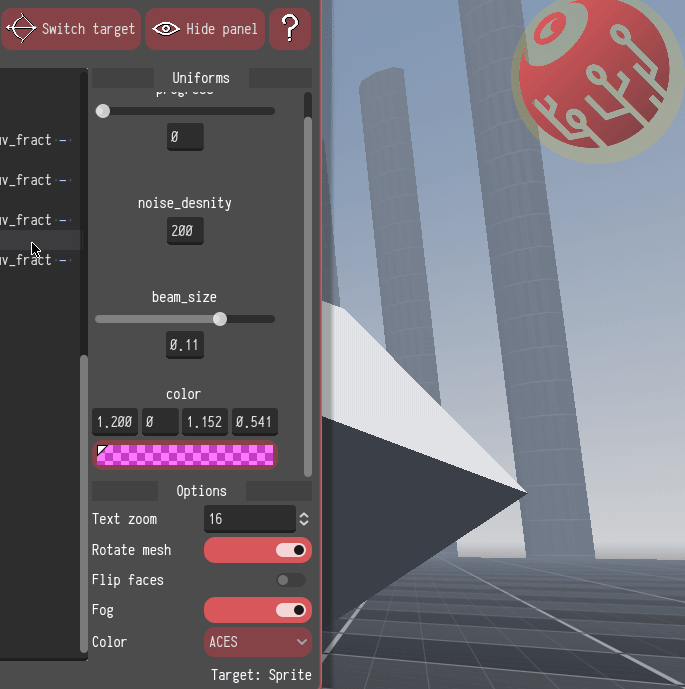 Switch target
Hide panel
?
Uniforms
progress
0
uv_fract
uv_fract
noise_desnity
uv_fract
200
uv_fract
beam_size
0.11
color
1.200 0 1.152 0.541
Options
Text zoom 16
Rotate mesh
Flip faces
Fog
Color ACES
Target: Sprite